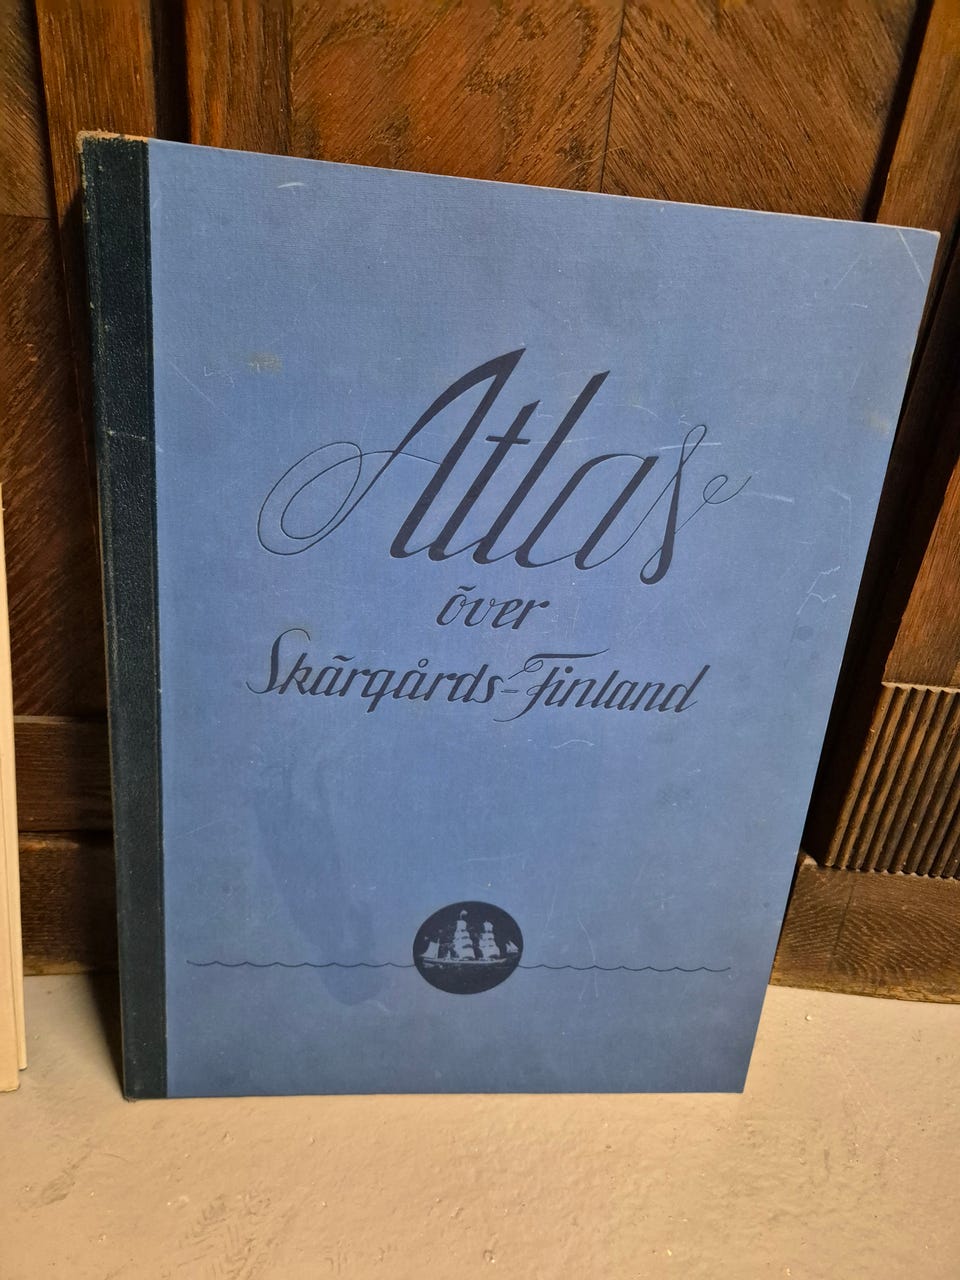 Atlas
över
Skärgårds-Finland